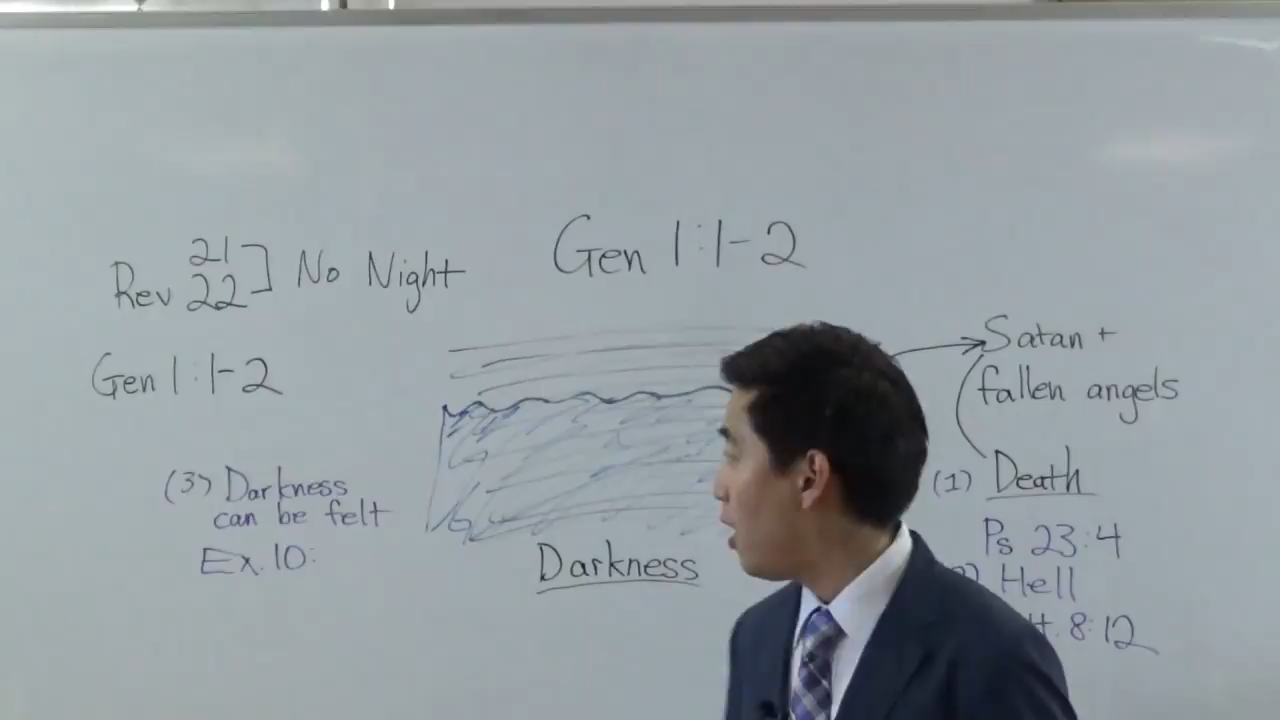 Gen 1:1-2
21
Rev 22] No Night
Gen 1:1-2
(3) Darkness
can be felt
Ex. 10:
Darkness
Satan +
fallen angels
(1) Death
Ps 23:4
Hell
8:12